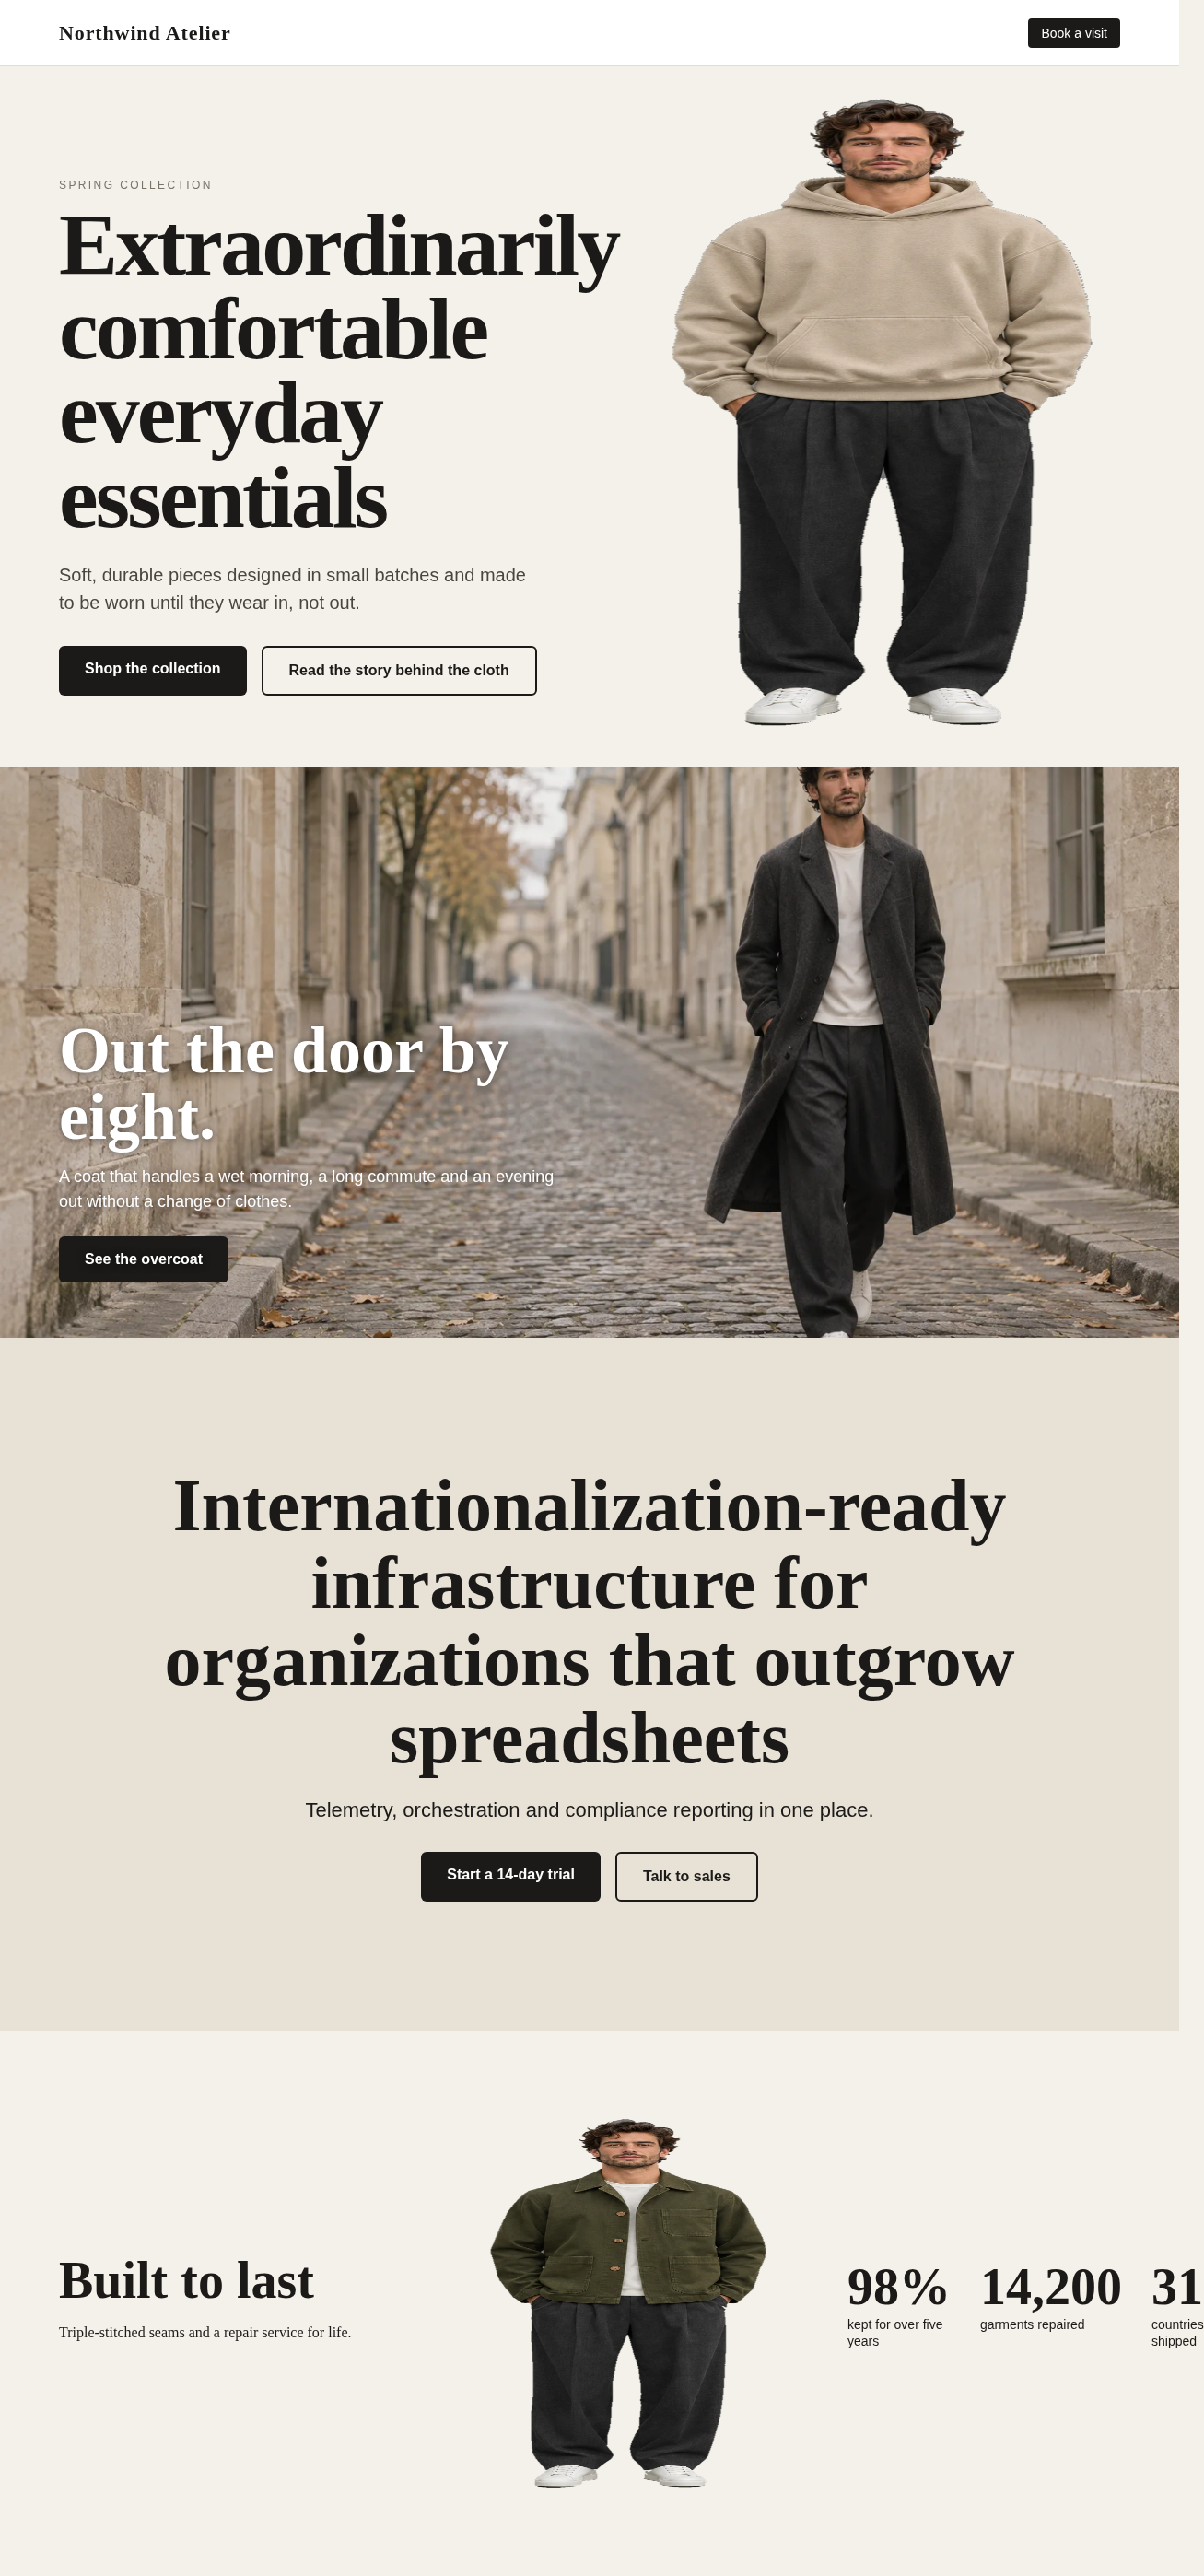 Northwind Atelier
Book a visit
SPRING COLLECTION
Extraordinarily
comfortable
everyday
essentials
Soft, durable pieces designed in small batches and made
to be worn until they wear in, not out.
Shop the collection
Read the story behind the cloth
Out the door by
eight.
A coat that handles a wet morning, a long commute and an evening
out without a change of clothes.
See the overcoat
Internationalization-ready
infrastructure for
organizations that outgrow
spreadsheets
Telemetry, orchestration and compliance reporting in one place.
Start a 14-day trial
Talk to sales
Built to last
Triple-stitched seams and a repair service for life.
98%
kept for over five
years
14,200
garments repaired
31
countries
shipped